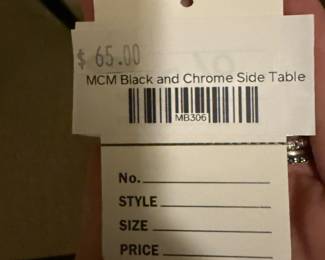 $ 65.00
MCM Black and Chrome Side Table
MB306
No.
STYLE
SIZE
PRICE